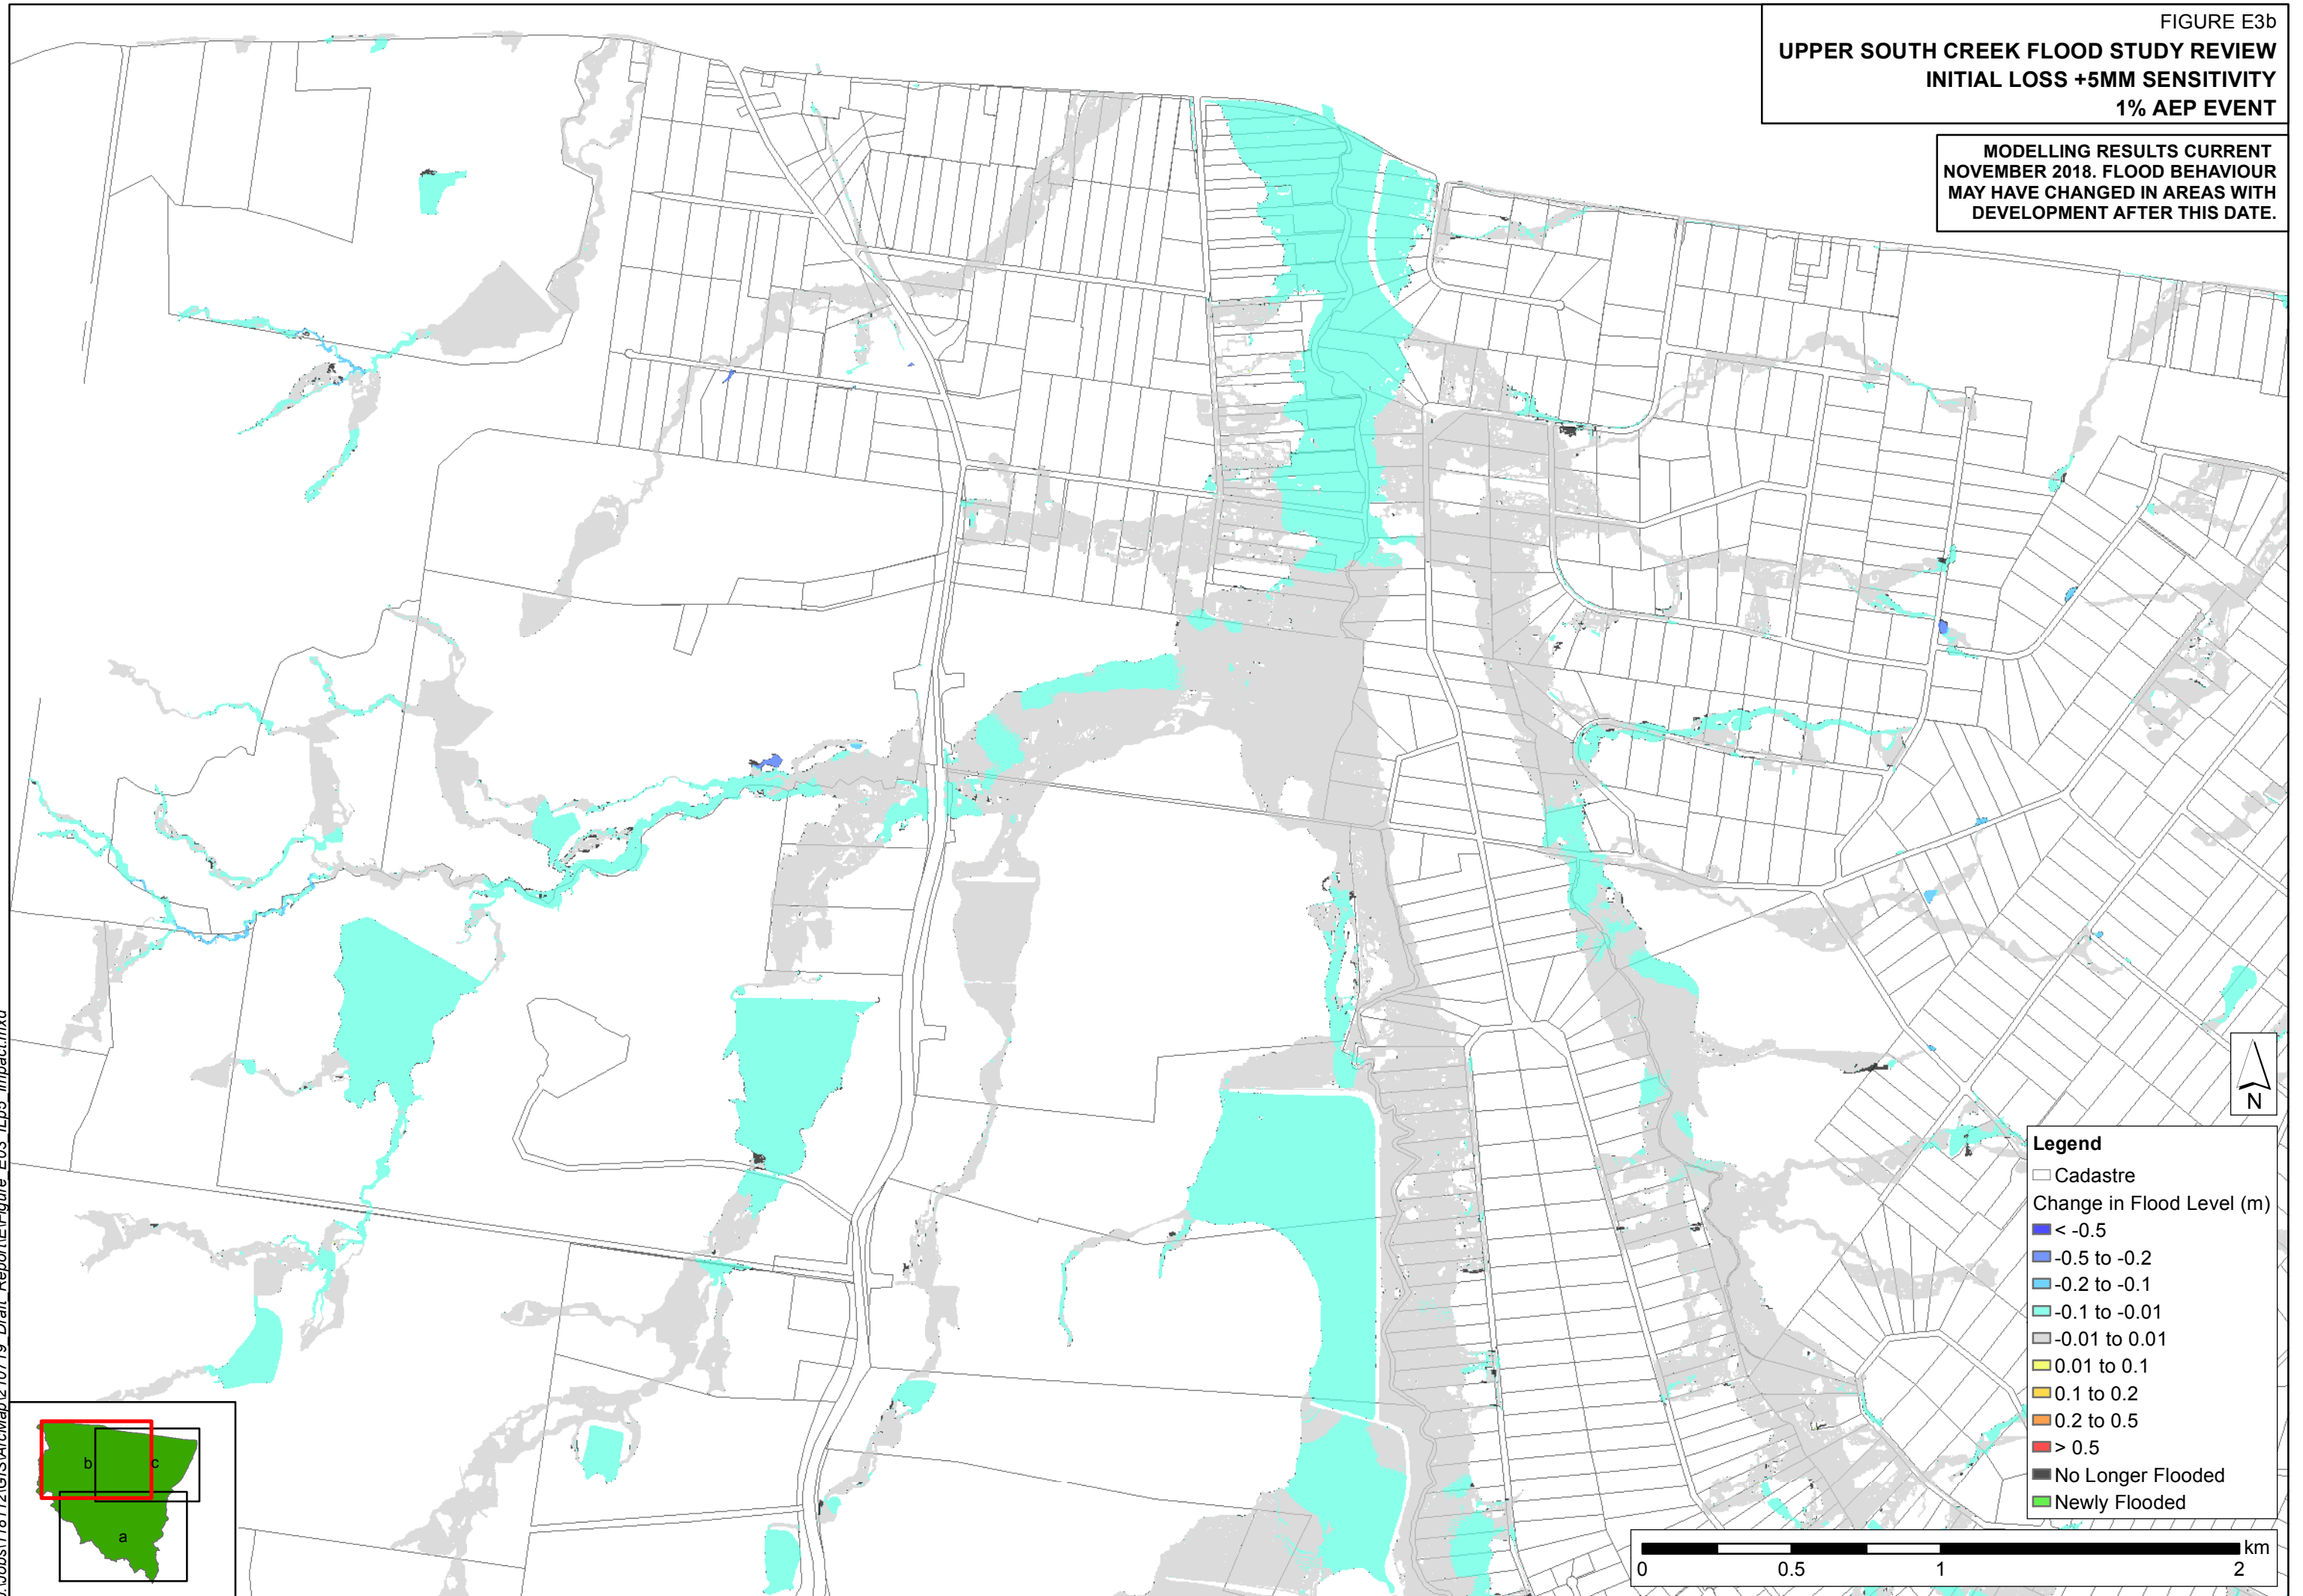 FIGURE E3b
UPPER SOUTH CREEK FLOOD STUDY REVIEW
INITIAL LOSS +5MM SENSITIVITY
1% AEP EVENT
MODELLING RESULTS CURRENT
NOVEMBER 2018. FLOOD BEHAVIOUR
MAY HAVE CHANGED IN AREAS WITH
DEVELOPMENT AFTER THIS DATE.
N
Legend
Cadastre
Change in Flood Level (m)
< -0.5
-0.5 to -0.2
-0.2 to -0.1
-0.1 to -0.01
-0.01 to 0.01
0.01 to 0.1
0.1 to 0.2
0.2 to 0.5
> 0.5
No Longer Flooded
Newly Flooded
km
0 0.5 1 2
b c
a